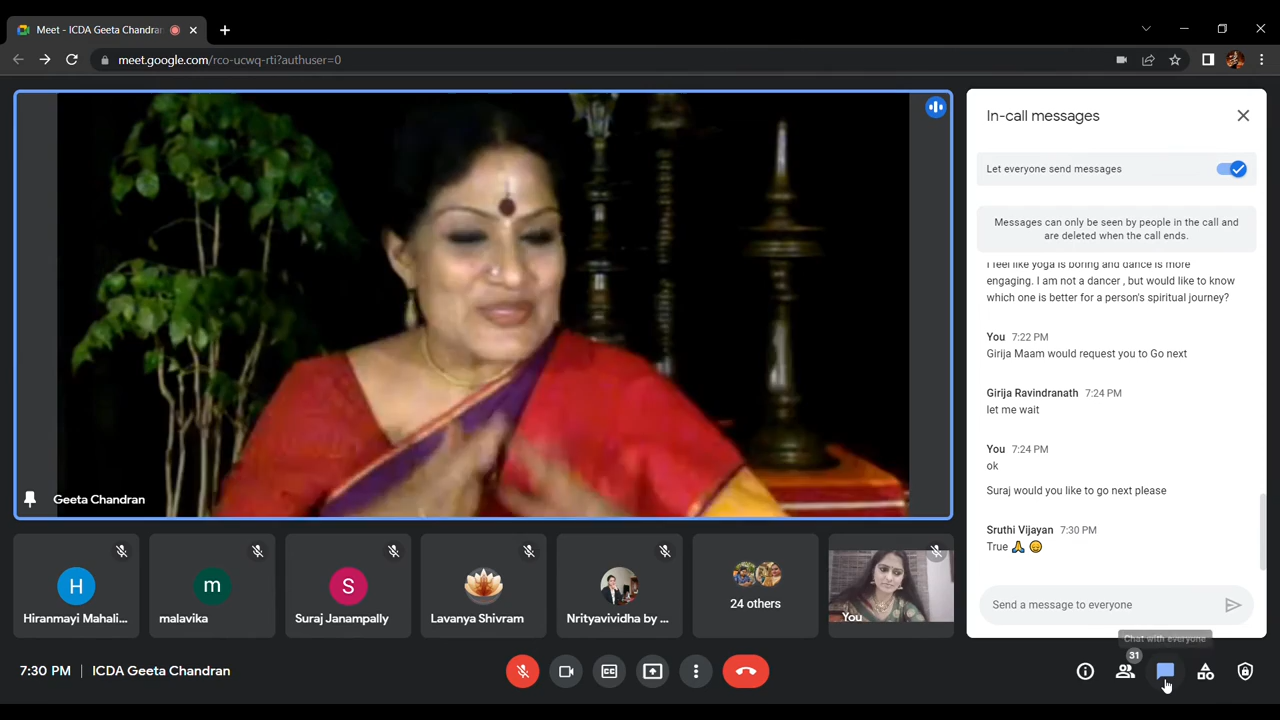 Meet - ICDA Geeta Chandran
meet.google.com/rco-ucwq-rti?authuser=0
In-call messages
Let everyone send messages
Messages can only be seen by people in the call and
are deleted when the call ends.
I feel like yoga is boring and dance is more
engaging. I am not a dancer , but would like to know
which one is better for a person's spiritual journey?
You 7:22 PM
Girija Maam would request you to Go next
Girija Ravindranath 7:24 PM
let me wait
You 7:24 PM
ok
Suraj would you like to go next please
Sruthi Vijayan 7:30 PM
True 🙏 😊
Send a message to everyone
Chat with everyone
Geeta Chandran
H
Hiranmayi Mahali...
m
malavika
S
Suraj Janampally
Lavanya Shivram
Nrityavividha by ...
24 others
You
7:30 PM | ICDA Geeta Chandran
CC
31